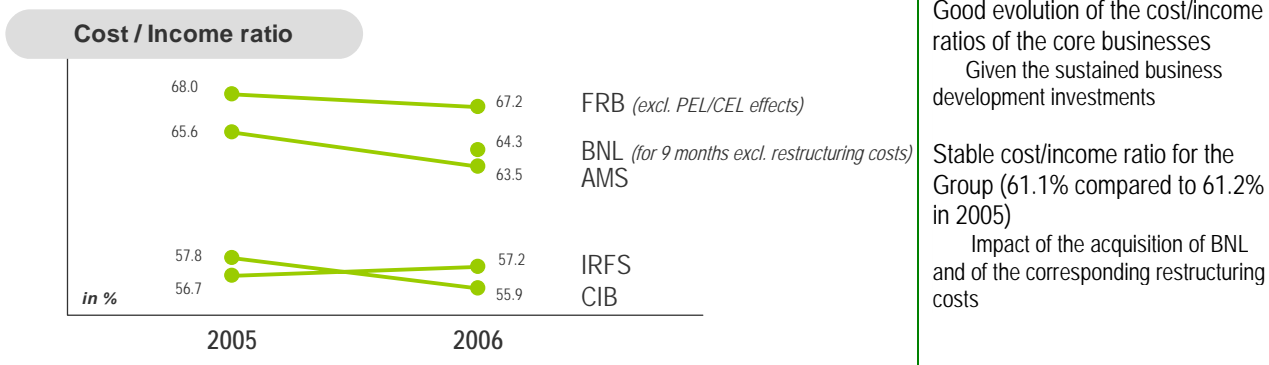 Cost / Income ratio
68.0
67.2
FRB (excl. PEL/CEL effects)
65.6
64.3
BNL (for 9 months excl. restructuring costs)
63.5
AMS
57.8
57.2
IRFS
56.7
55.9
CIB
in %
2005
2006
Good evolution of the cost/income
ratios of the core businesses
Given the sustained business
development investments
Stable cost/income ratio for the
Group (61.1% compared to 61.2%
in 2005)
Impact of the acquisition of BNL
and of the corresponding restructuring
costs